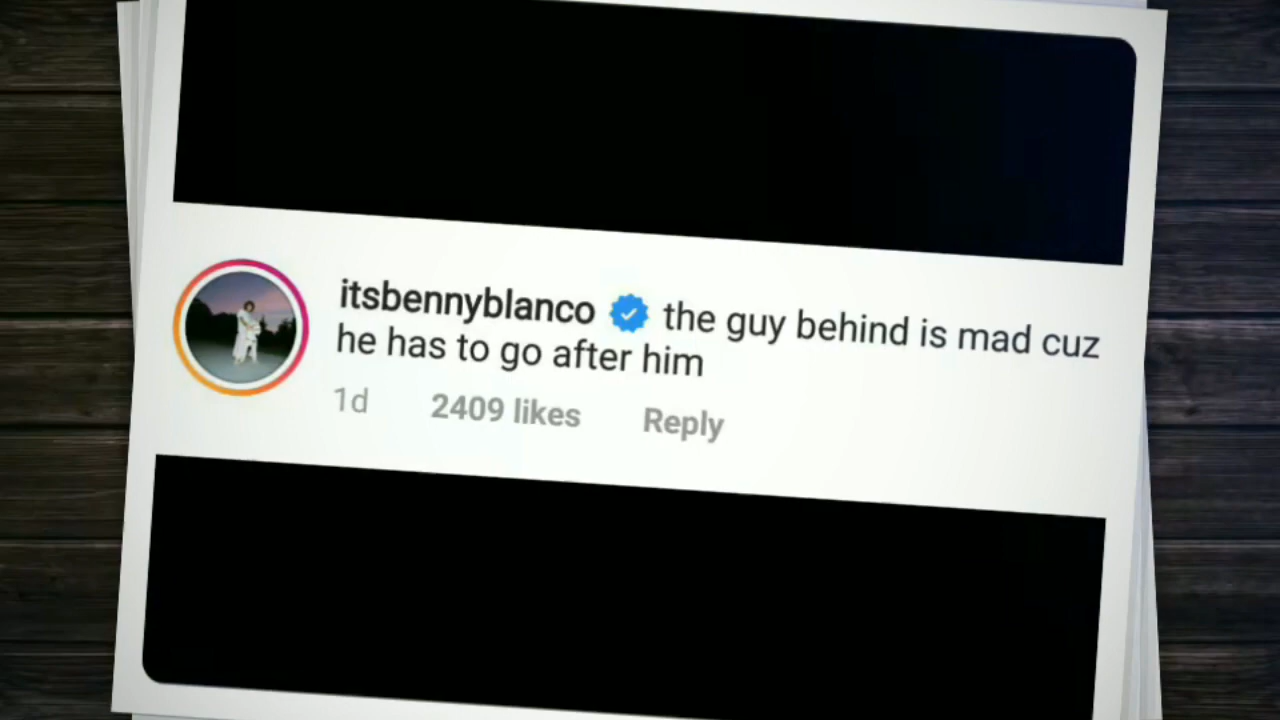 itsbennyblanco the guy behind is mad cuz
he has to go after him
1d 2409 likes Reply